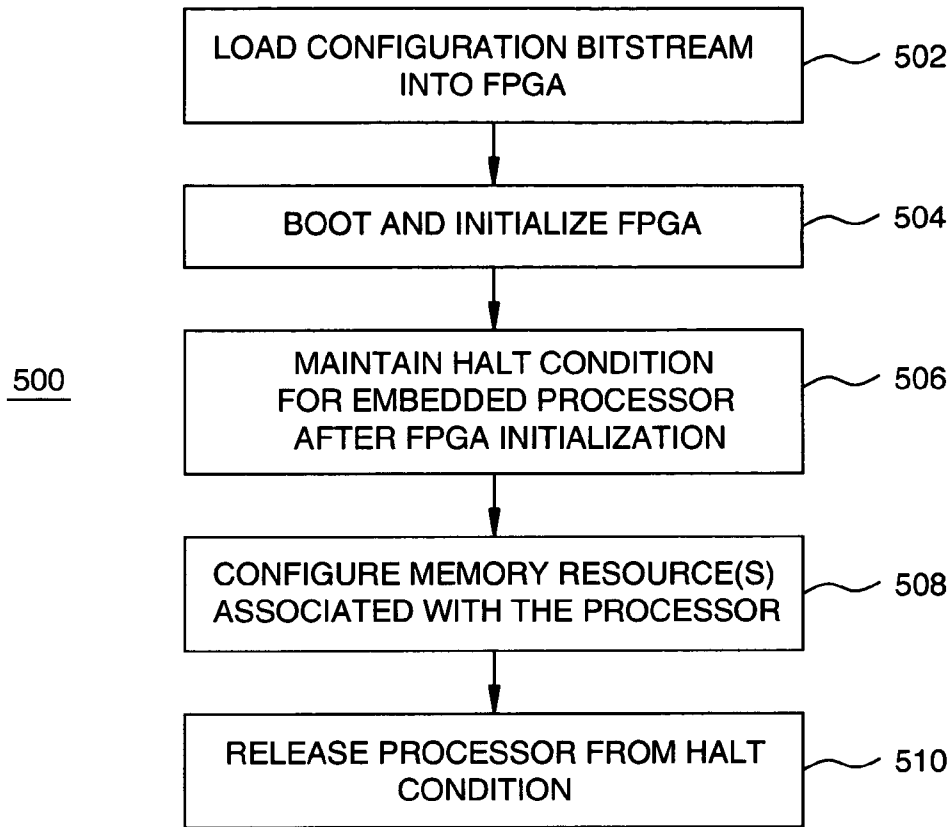 LOAD CONFIGURATION BITSTREAM
INTO FPGA
502
BOOT AND INITIALIZE FPGA
504
500
MAINTAIN HALT CONDITION
FOR EMBEDDED PROCESSOR
AFTER FPGA INITIALIZATION
506
CONFIGURE MEMORY RESOURCE(S)
ASSOCIATED WITH THE PROCESSOR
508
RELEASE PROCESSOR FROM HALT
CONDITION
510